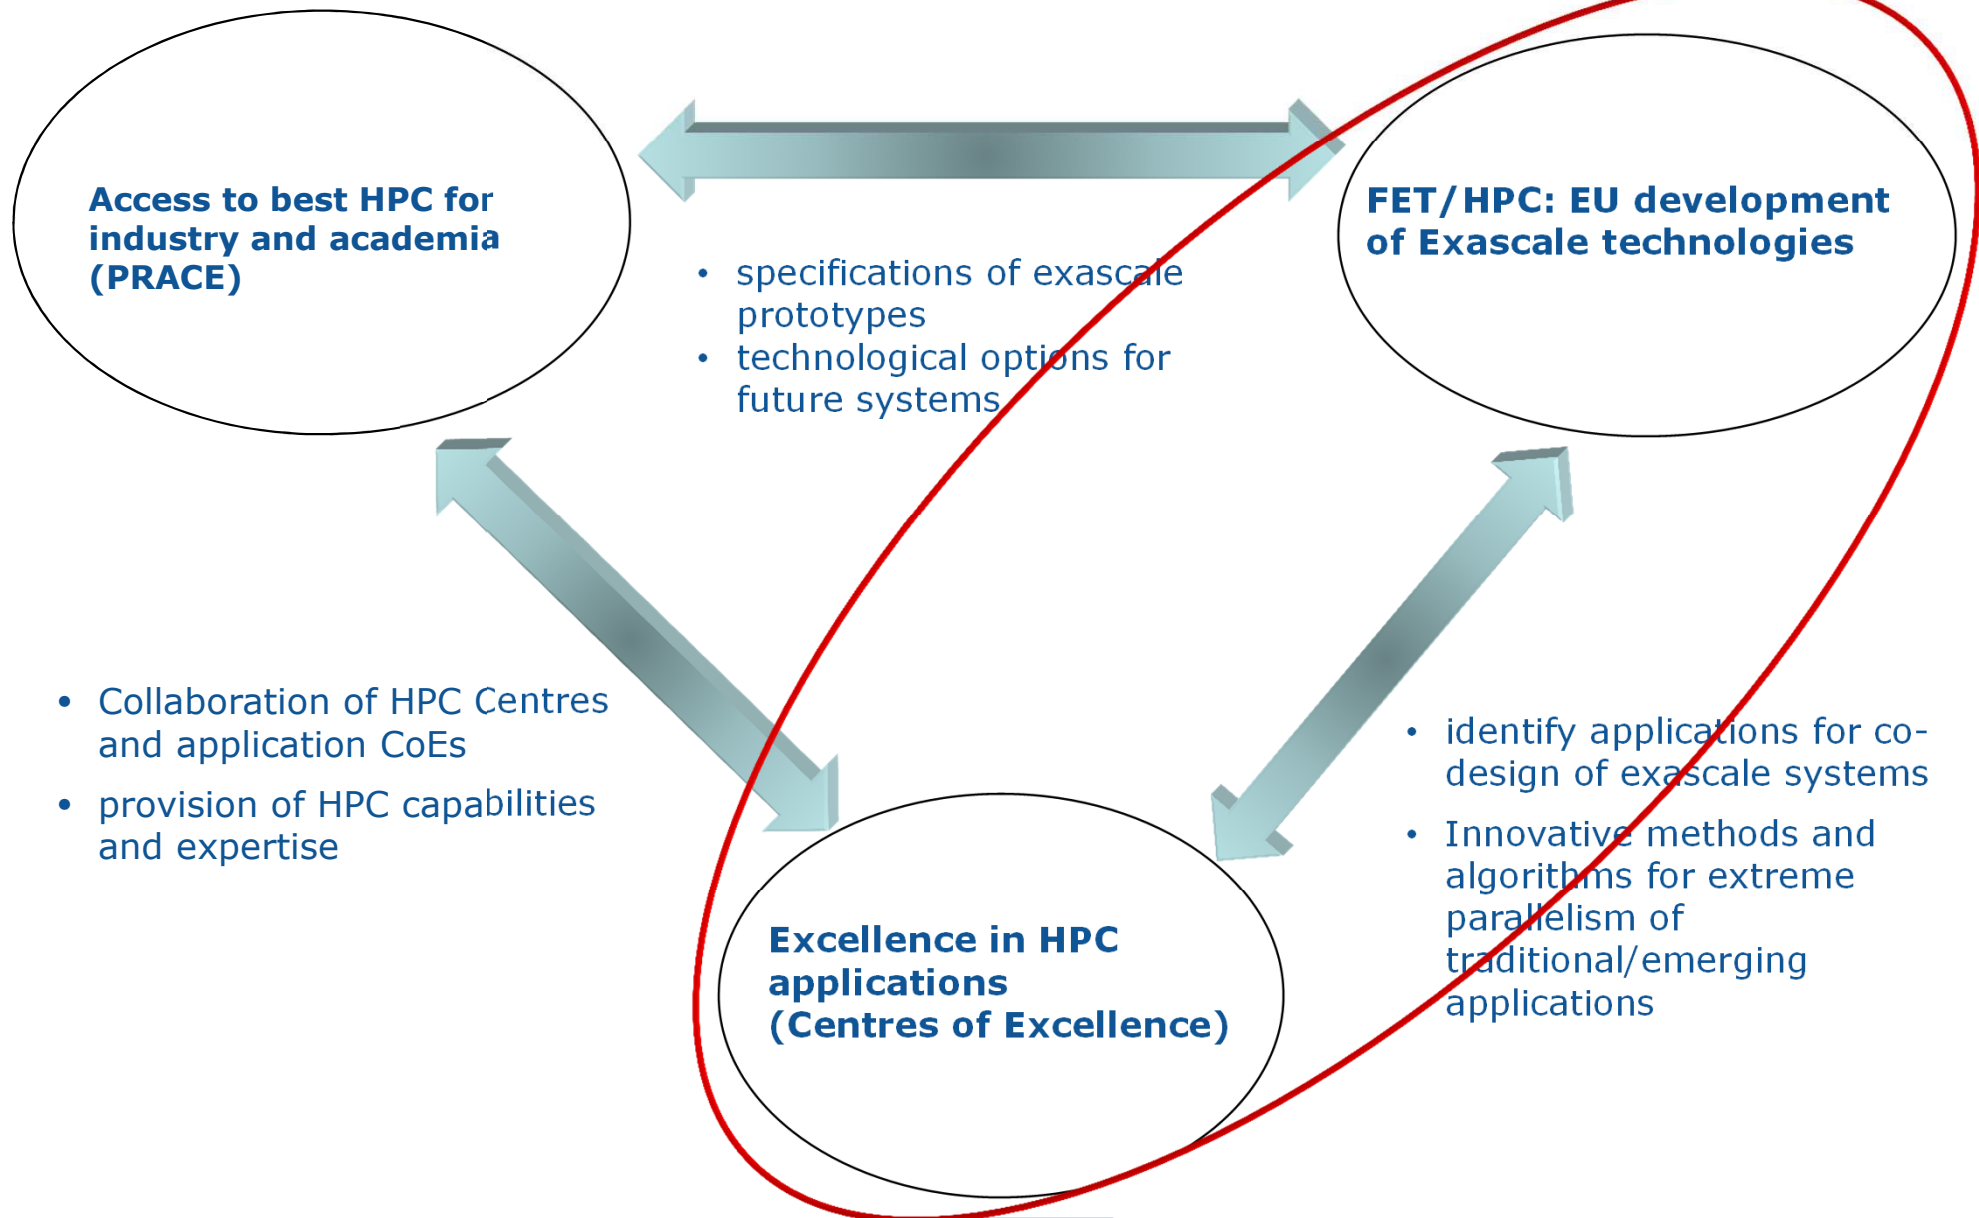 Access to best HPC for
industry and academia
(PRACE)
FET/HPC: EU development
of Exascale technologies
• specifications of exascale
prototypes
• technological options for
future systems
• Collaboration of HPC Centres
and application CoEs
• provision of HPC capabilities
and expertise
• identify applications for co-
design of exascale systems
• Innovative methods and
algorithms for extreme
parallelism of
traditional/emerging
applications
Excellence in HPC
applications
(Centres of Excellence)